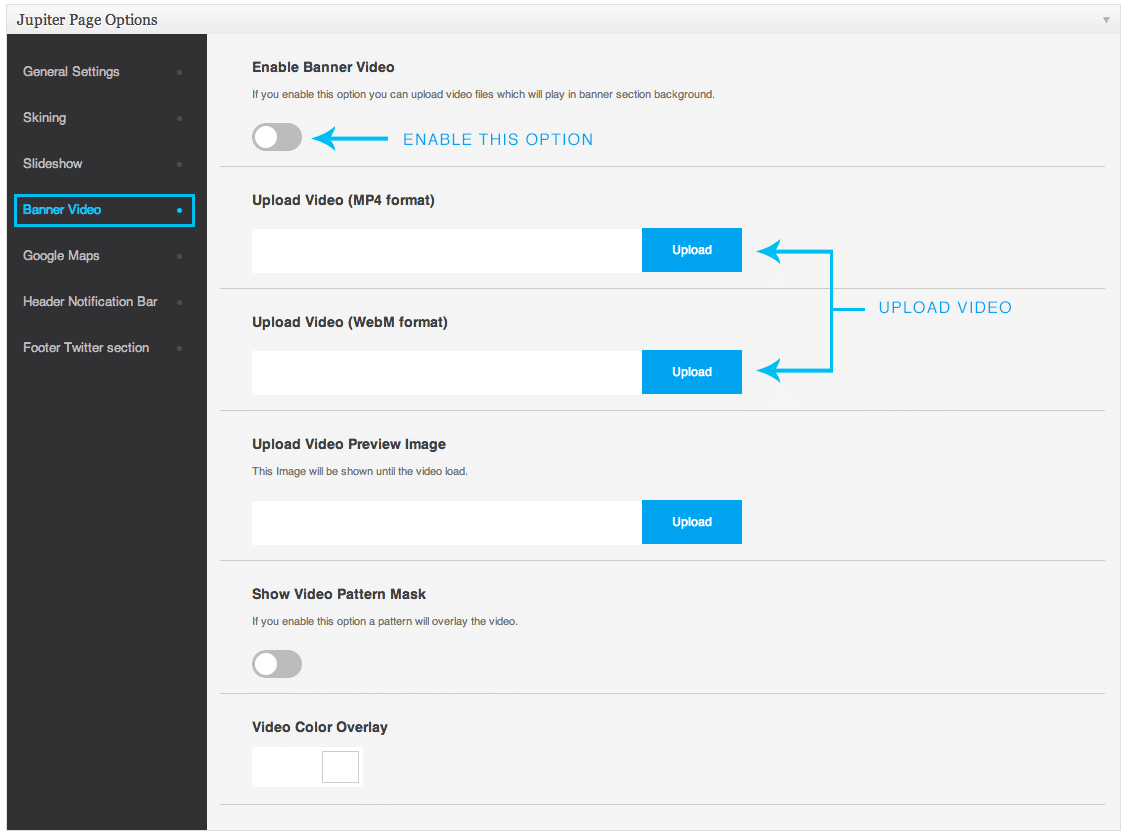 Jupiter Page Options
General Settings
Skining
Slideshow
Banner Video
Google Maps
Header Notification Bar
Footer Twitter section
Enable Banner Video
If you enable this option you can upload video files which will play in banner section background.
ENABLE THIS OPTION
Upload Video (MP4 format)
Upload
UPLOAD VIDEO
Upload Video (WebM format)
Upload
Upload Video Preview Image
This Image will be shown until the video load.
Upload
Show Video Pattern Mask
If you enable this option a pattern will overlay the video.
Video Color Overlay